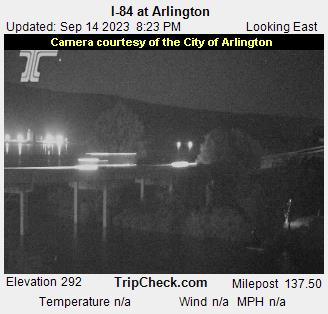 I-84 at Arlington
Updated: Sep 14 2023 8:23 PM Looking East
Camera courtesy of the City of Arlington
Elevation 292 TripCheck.com Milepost 137.50
Temperature n/a Wind n/a MPH n/a